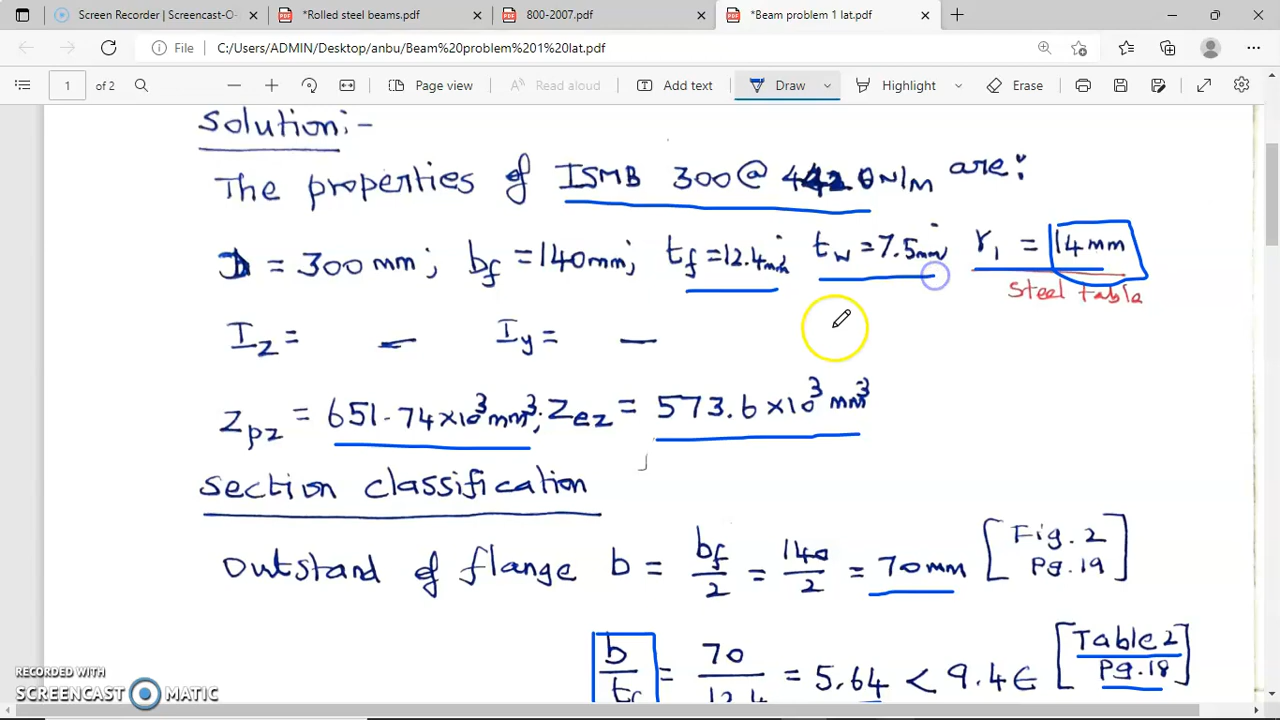 Screen Recorder | Screencast-O-
*Rolled steel beams.pdf
800-2007.pdf
*Beam problem 1 lat.pdf
File
C:/Users/ADMIN/Desktop/anbu/Beam%20problem%201%20lat.pdf
1 of 2
Page view
Read aloud
Add text
Draw
Highlight
Erase
Solution:-
The properties of ISMB 300@ N/M are:
D = 300 mm; bf = 140mm; tf = 12.4mm; tw = 7.5mm; r1 = 14mm
Steel table
Iz = — Iy = —
Zpz = 651.74×10³mm³; Zez = 573.6×10³mm³
Section classification
Outstand of flange b = bf/2 = 140/2 = 70mm [Fig. 2 Pg. 19]
b/tf = 70/12.4 = 5.64 < 9.4ϵ [Table 2 Pg.18]
RECORDED WITH
SCREENCAST O MATIC